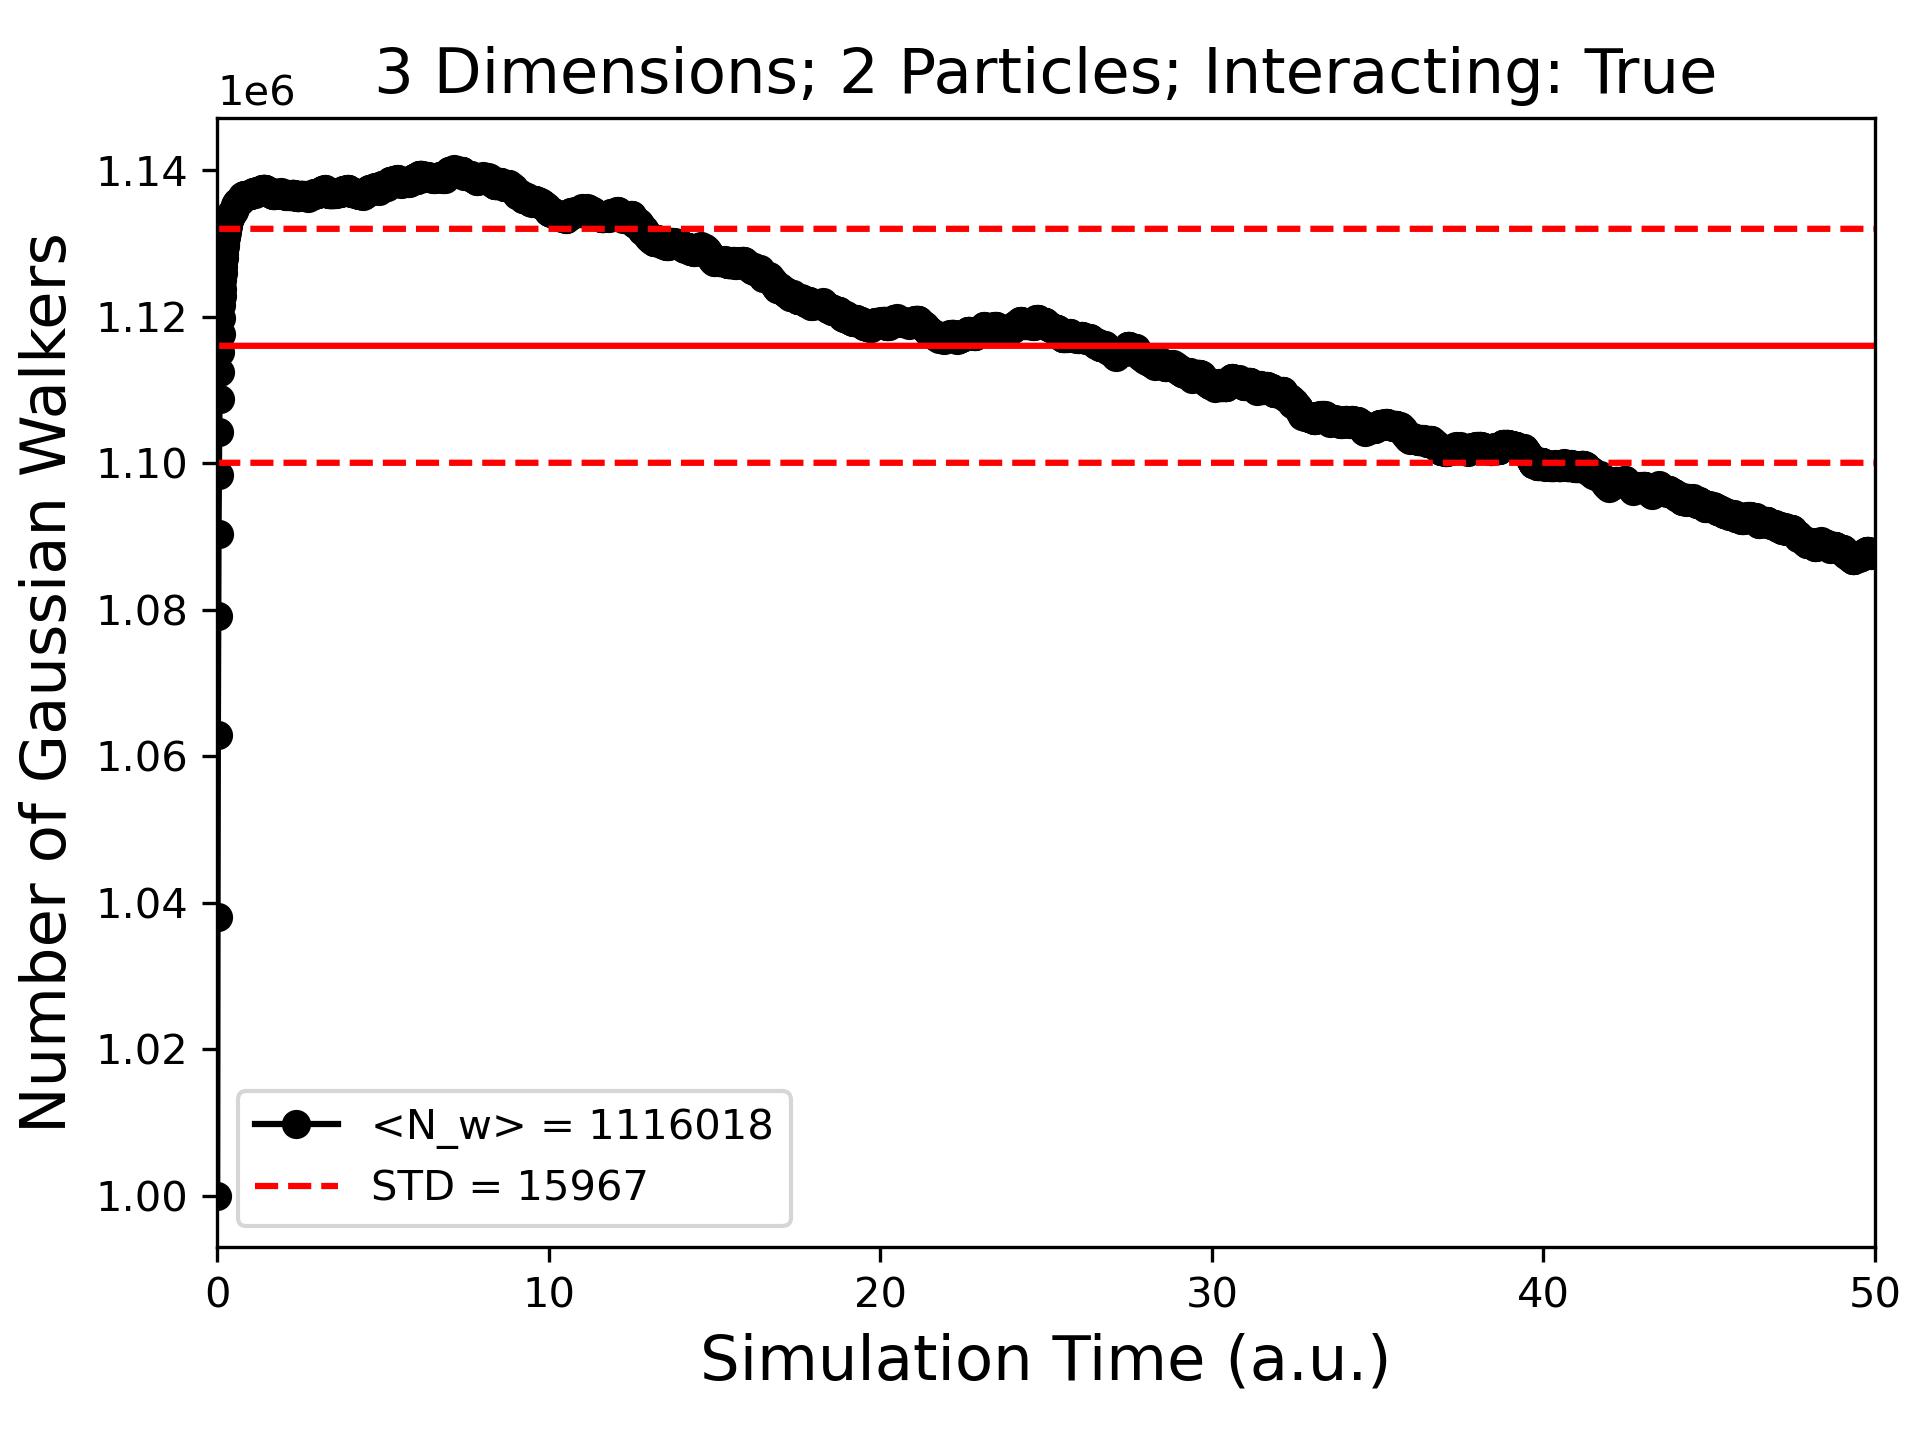 3 Dimensions; 2 Particles; Interacting: True
1e6
1.14
1.12
1.10
1.08
1.06
1.04
1.02
1.00
Number of Gaussian Walkers
<N_w> = 1116018
STD = 15967
0 10 20 30 40 50
Simulation Time (a.u.)